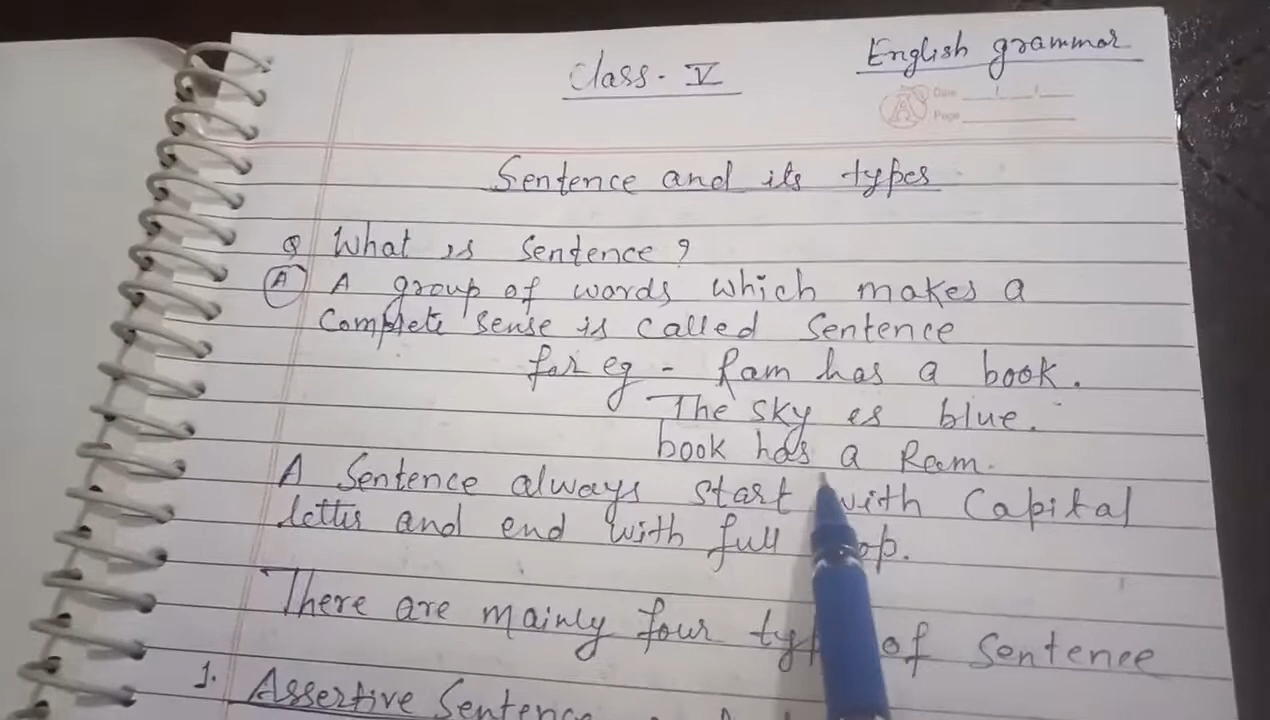 Class - V
English grammar
Date
Page
Sentence and its types
Q What is Sentence ?
A A group of words which makes a
Complete sense is called Sentence
for eg - Ram has a book.
The sky is blue.
book has a Ram.
A Sentence always start with Capital
letter and end with full
There are mainly four of Sentence
1. Assertive Sentence